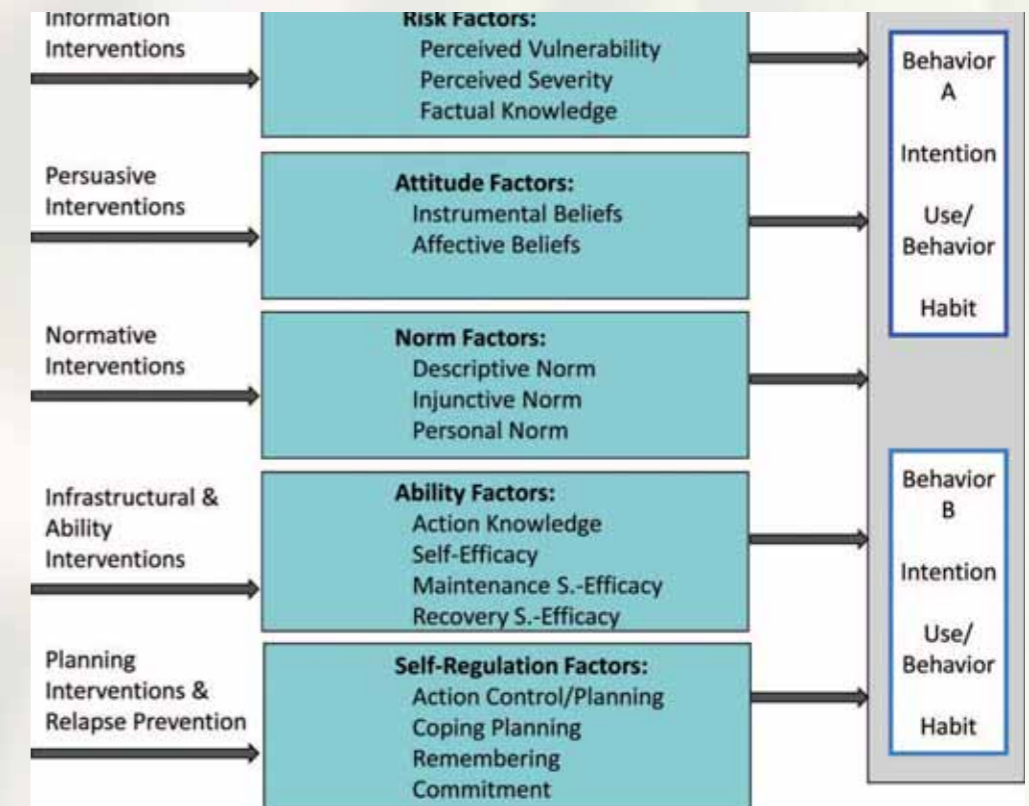 Information
Interventions
Risk Factors:
Perceived Vulnerability
Perceived Severity
Factual Knowledge
Persuasive
Interventions
Attitude Factors:
Instrumental Beliefs
Affective Beliefs
Normative
Interventions
Norm Factors:
Descriptive Norm
Injunctive Norm
Personal Norm
Infrastructural &
Ability
Interventions
Ability Factors:
Action Knowledge
Self-Efficacy
Maintenance S.-Efficacy
Recovery S.-Efficacy
Planning
Interventions &
Relapse Prevention
Self-Regulation Factors:
Action Control/Planning
Coping Planning
Remembering
Commitment
Behavior
A
Intention
Use/
Behavior
Habit
Behavior
B
Intention
Use/
Behavior
Habit